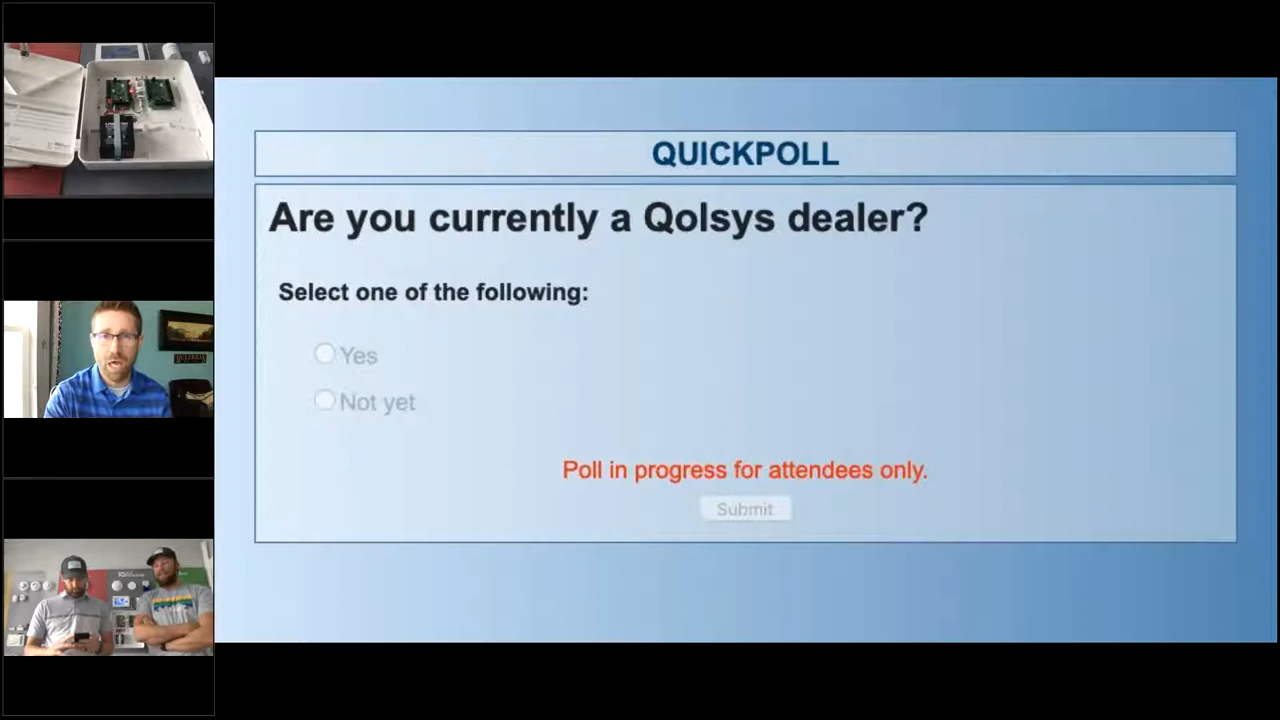 QUICKPOLL
Are you currently a Qolsys dealer?
Select one of the following:
Yes
Not yet
Poll in progress for attendees only.
Submit